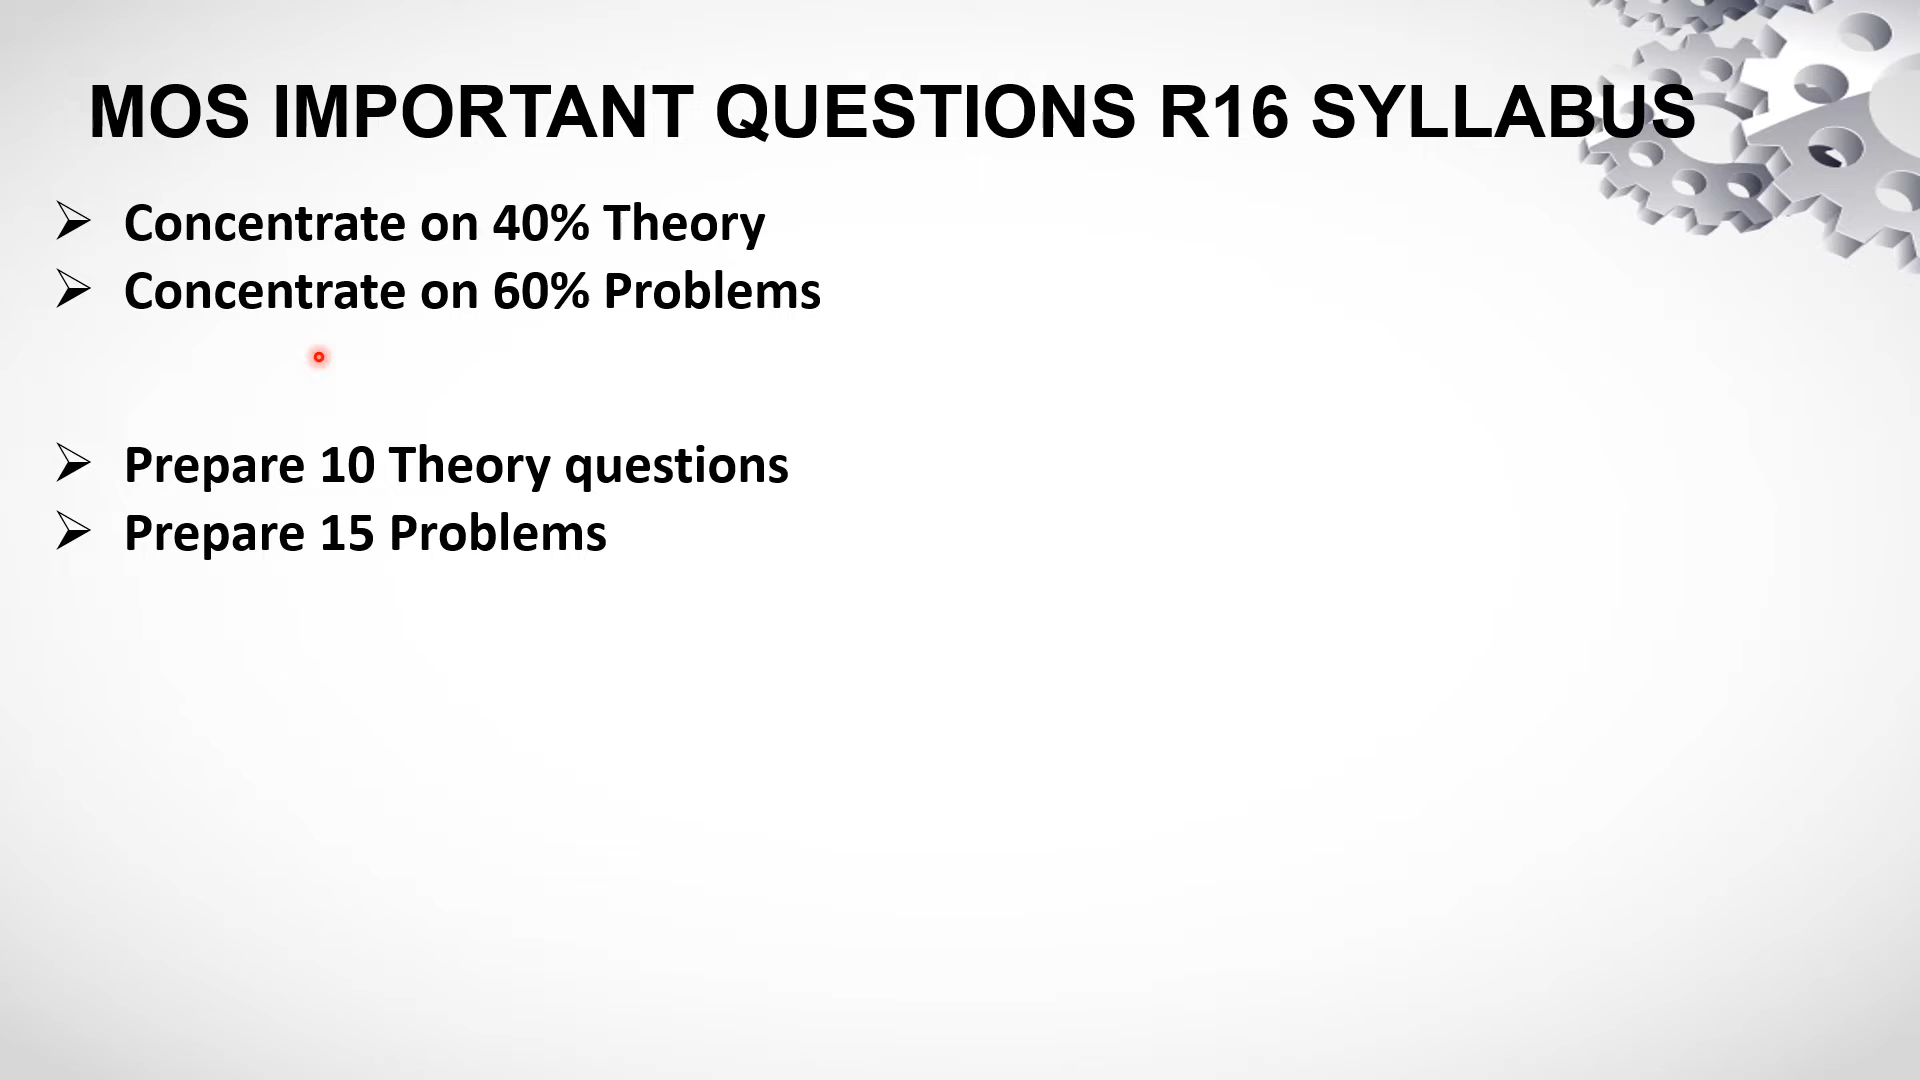 MOS IMPORTANT QUESTIONS R16 SYLLABUS
Concentrate on 40% Theory
Concentrate on 60% Problems
Prepare 10 Theory questions
Prepare 15 Problems